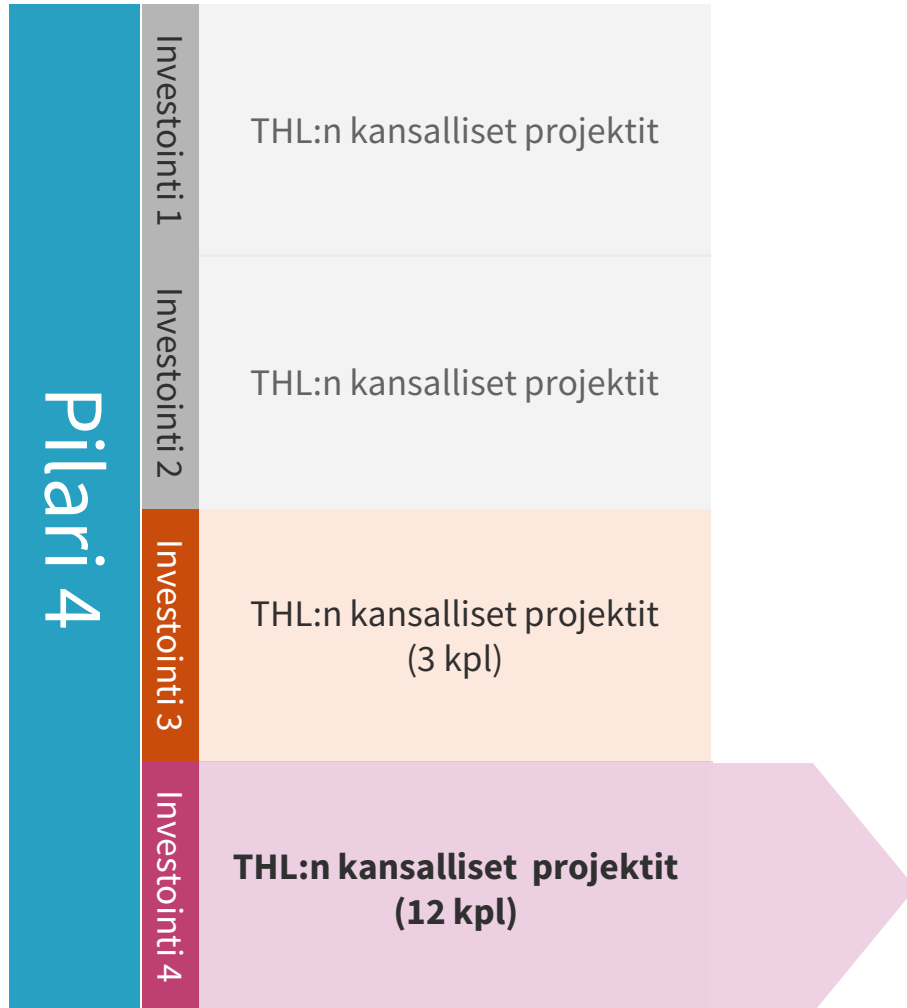 Pilari 4
Investointi 1
THL:n kansalliset projektit
Investointi 2
THL:n kansalliset projektit
Investointi 3
THL:n kansalliset projektit
(3 kpl)
Investointi 4
THL:n kansalliset projektit
(12 kpl)